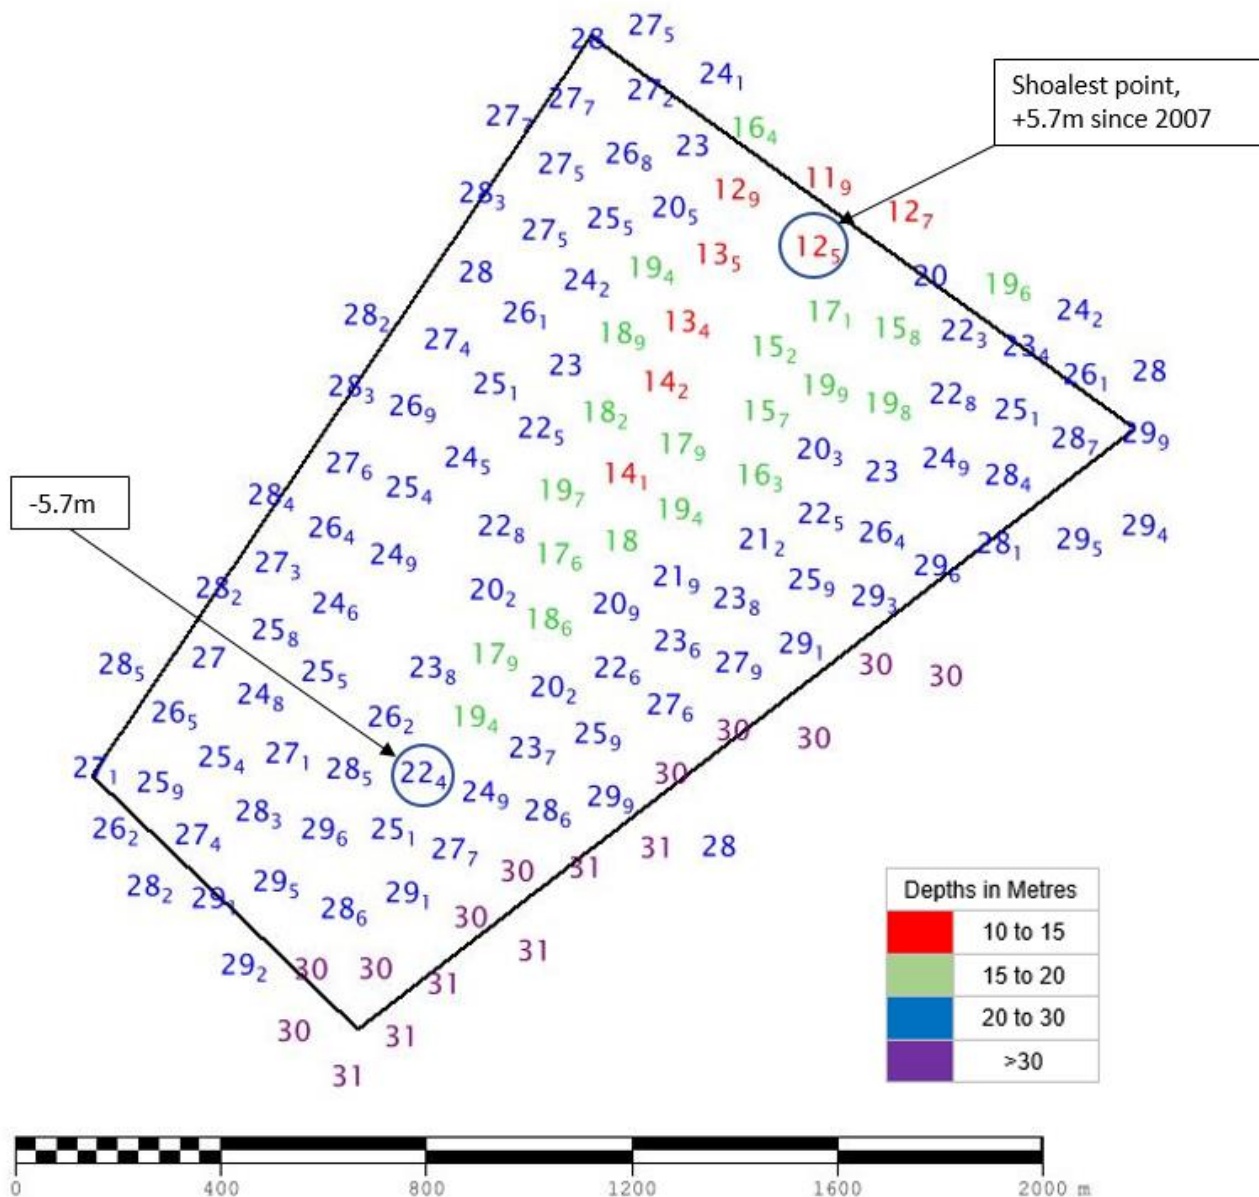 28 27₅
24₁
27₇ 27₇ 27₂
16₄
27₅ 26₈ 23
28₃ 12₉ 11₉ 12₇
27₅ 25₅ 20₅
28 24₂ 19₄ 13₅ 12₅ 20 19₆
28₂ 26₁ 18₉ 13₄ 17₁ 15₈ 24₂
27₄ 23 15₂ 22₃ 23₄
28₃ 25₁ 14₂ 19₉ 26₁ 28
26₉ 22₅ 18₂ 15₇ 19₈ 22₈ 25₁
27₆ 24₅ 17₉ 20₃ 28₇ 29₉
28₄ 25₄ 19₇ 14₁ 16₃ 23 24₉ 28₄
26₄ 22₈ 19₄ 22₅
27₃ 24₉ 17₆ 18 21₂ 26₄ 28₁ 29₅ 29₄
28₂ 24₆ 20₂ 20₉ 21₉ 25₉ 29₆
25₈ 18₆ 23₈ 29₃
28₅ 27 25₅ 23₈ 17₉ 22₆ 23₆ 29₁
24₈ 20₂ 27₉ 30 30
26₅ 26₂ 19₄ 27₆
25₄ 27₁ 28₅ 23₇ 25₉ 30 30
27₁ 25₉ 22₄ 24₉ 28₆ 29₉ 30
26₂ 27₄ 28₃ 29₆ 25₁ 27₇ 31 28
28₂ 29₁ 29₅ 28₆ 29₁ 30 31
30 31
29₂ 30 30 31
30 31
31
Shoalest point,
+5.7m since 2007
-5.7m
Depths in Metres
10 to 15
15 to 20
20 to 30
>30
0 400 800 1200 1600 2000 m